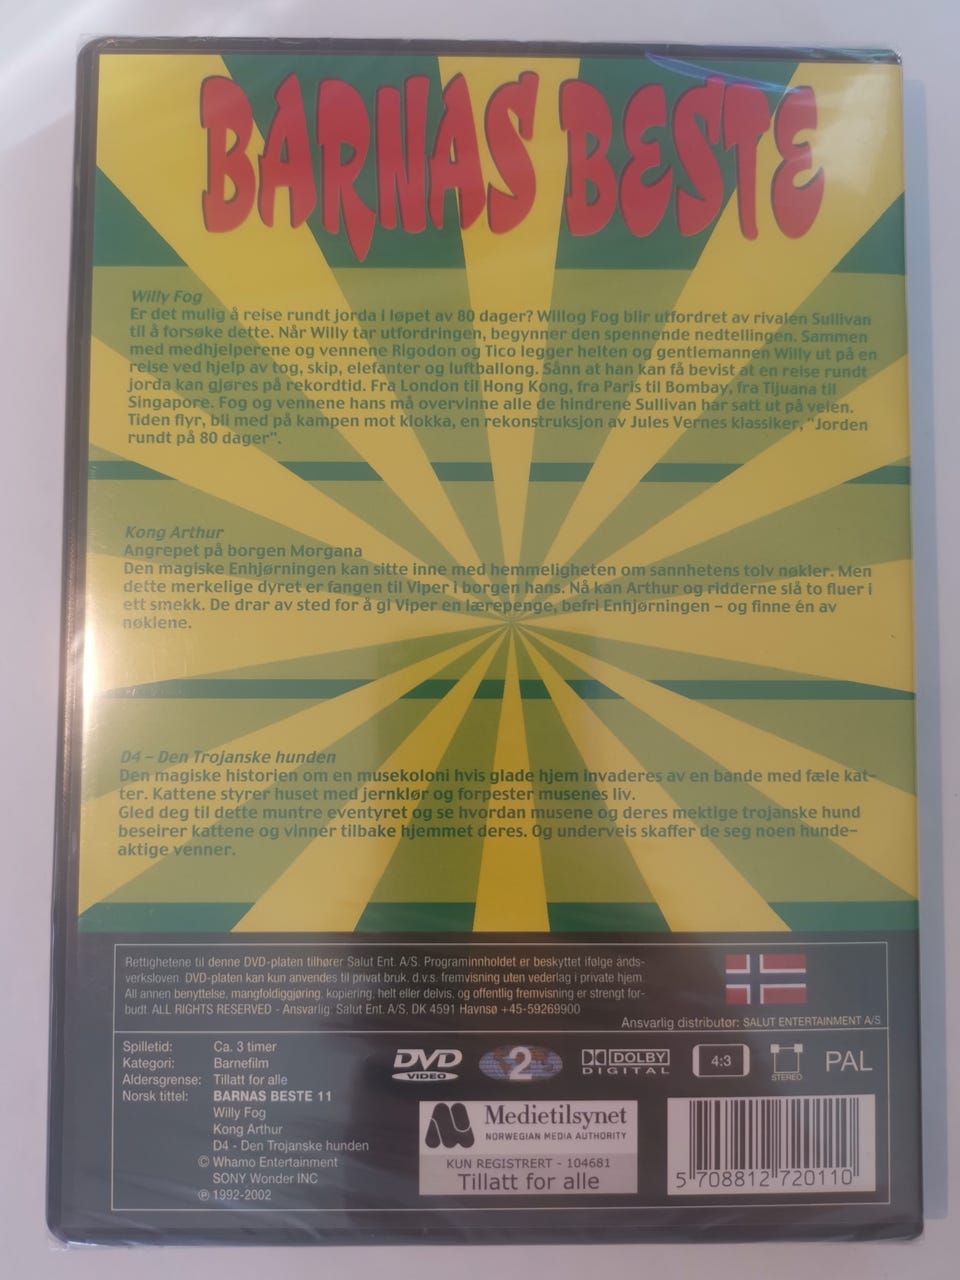 BARNAS BESTE
Willy Fog
Er det mulig å reise rundt jorda i løpet av 80 dager? Willog Fog blir utfordret av rivalen Sullivan
til å forsøke dette. Når Willy tar utfordringen, begynner den spennende nedtellingen. Sammen
med medhjelperene og vennene Rigodon og Tico legger helten og gentlemannen Willy ut på en
reise ved hjelp av tog, skip, elefanter og luftballong. Sånn at han kan få bevist at en reise rundt
jorda kan gjøres på rekordtid. Fra London til Hong Kong, fra Paris til Bombay, fra Tijuana til
Singapore. Fog og vennene hans må overvinne alle de hindrene Sullivan har satt ut på veien.
Tiden flyr, bli med på kampen mot klokka, en rekonstruksjon av Jules Vernes klassiker, "Jorden
rundt på 80 dager".
Kong Arthur
Angrepet på borgen Morgana
Den magiske Enhjørningen kan sitte inne med hemmeligheten om sannhetens tolv nøkler. Men
dette merkelige dyret er fangen til Viper i borgen hans. Nå kan Arthur og ridderne slå to fluer i
ett smekk. De drar av sted for å gi Viper en lærepenge, befri Enhjørningen – og finne én av
nøklene.
D4 – Den Trojanske hunden
Den magiske historien om en musekoloni hvis glade hjem invaderes av en bande med fæle kat-
ter. Kattene styrer huset med jernklør og forpester musenes liv.
Gled deg til dette muntre eventyret og se hvordan musene og deres mektige trojanske hund
beseirer kattene og vinner tilbake hjemmet deres. Og underveis skaffer de seg noen hunde-
aktige venner.
Rettighetene til denne DVD-platen tilhører Salut Ent. A/S. Programinnholdet er beskyttet ifølge ånds-
verksloven. DVD-platen kan kun anvendes til privat bruk, d.v.s. fremvisning uten vederlag i private hjem.
All annen benyttelse, mangfoldiggjøring, kopiering, helt eller delvis, og offentlig fremvisning er strengt for-
budt. ALL RIGHTS RESERVED - Ansvarlig: Salut Ent. A/S, DK 4591 Havnsø +45-59269900
Ansvarlig distributør: SALUT ENTERTAINMENT A/S
Spilletid: Ca. 3 timer
Kategori: Barnefilm
Aldersgrense: Tillatt for alle
Norsk tittel: BARNAS BESTE 11
Willy Fog
Kong Arthur
D4 - Den Trojanske hunden
© Whamo Entertainment
SONY Wonder INC
℗ 1992-2002
DVD VIDEO
2
DOLBY DIGITAL
4:3
STEREO
PAL
Medietilsynet
NORWEGIAN MEDIA AUTHORITY
KUN REGISTRERT - 104681
Tillatt for alle
5 708812 720110